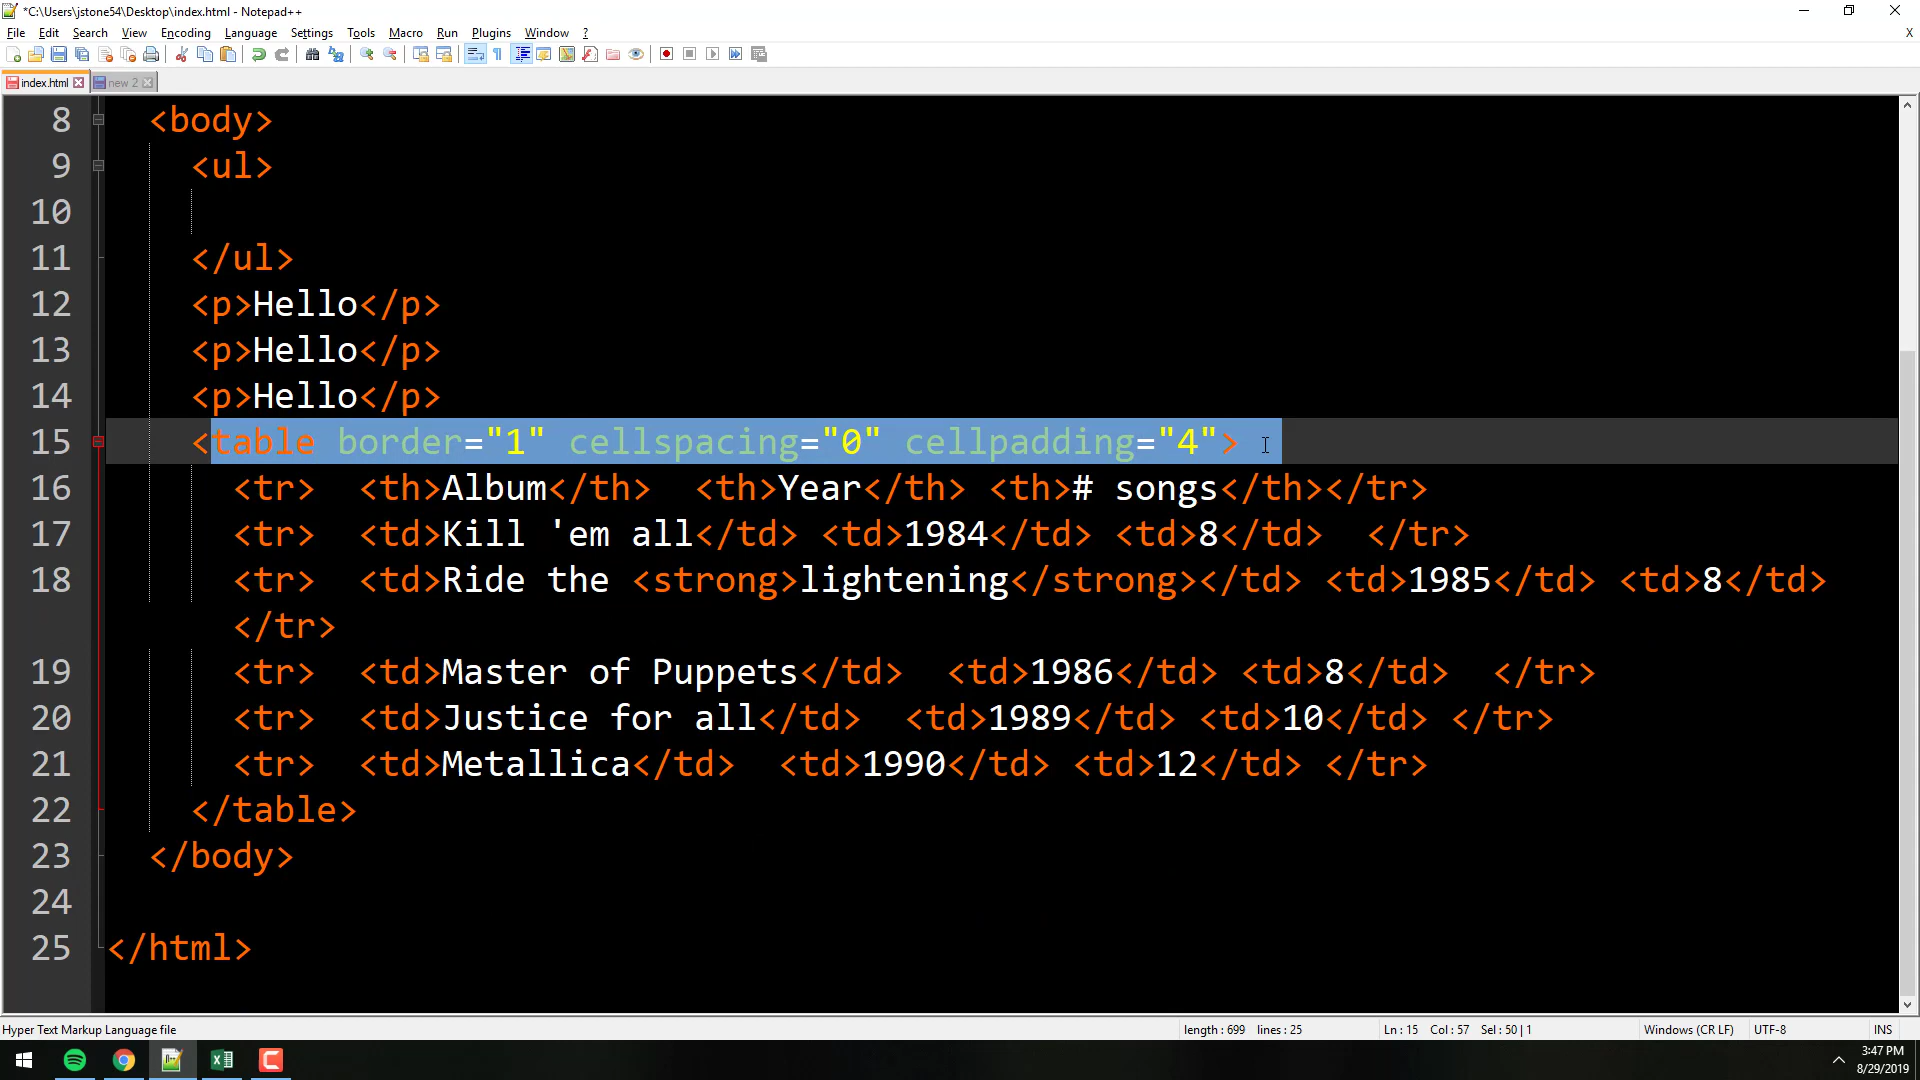 *C:\Users\jstone54\Desktop\index.html - Notepad++
File Edit Search View Encoding Language Settings Tools Macro Run Plugins Window ? X
index.html new 2
8 <body>
9 <ul>
10
11 </ul>
12 <p>Hello</p>
13 <p>Hello</p>
14 <p>Hello</p>
15 <table border="1" cellspacing="0" cellpadding="4">
16 <tr> <th>Album</th> <th>Year</th> <th># songs</th></tr>
17 <tr> <td>Kill 'em all</td> <td>1984</td> <td>8</td> </tr>
18 <tr> <td>Ride the <strong>lightening</strong></td> <td>1985</td> <td>8</td>
</tr>
19 <tr> <td>Master of Puppets</td> <td>1986</td> <td>8</td> </tr>
20 <tr> <td>Justice for all</td> <td>1989</td> <td>10</td> </tr>
21 <tr> <td>Metallica</td> <td>1990</td> <td>12</td> </tr>
22 </table>
23 </body>
24
25 </html>
Hyper Text Markup Language file length : 699 lines : 25 Ln : 15 Col : 57 Sel : 50 | 1 Windows (CR LF) UTF-8 INS
3:47 PM
8/29/2019